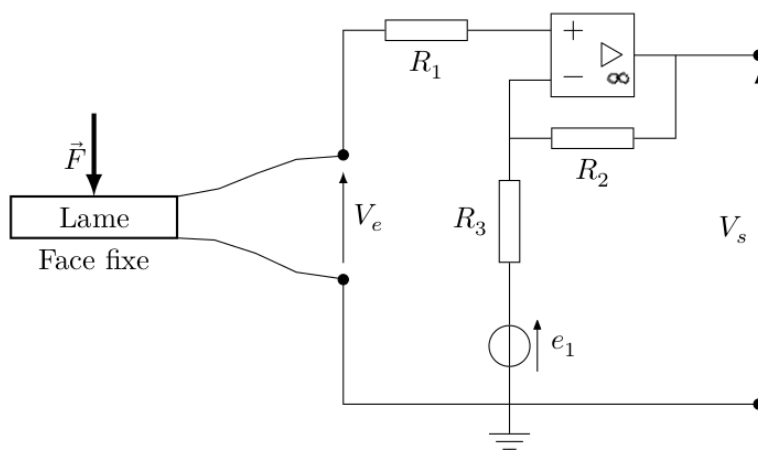 R₁
+
−
▷
∞
R₂
F⃗
Lame
Face fixe
Vₑ
R₃
Vₛ
e₁